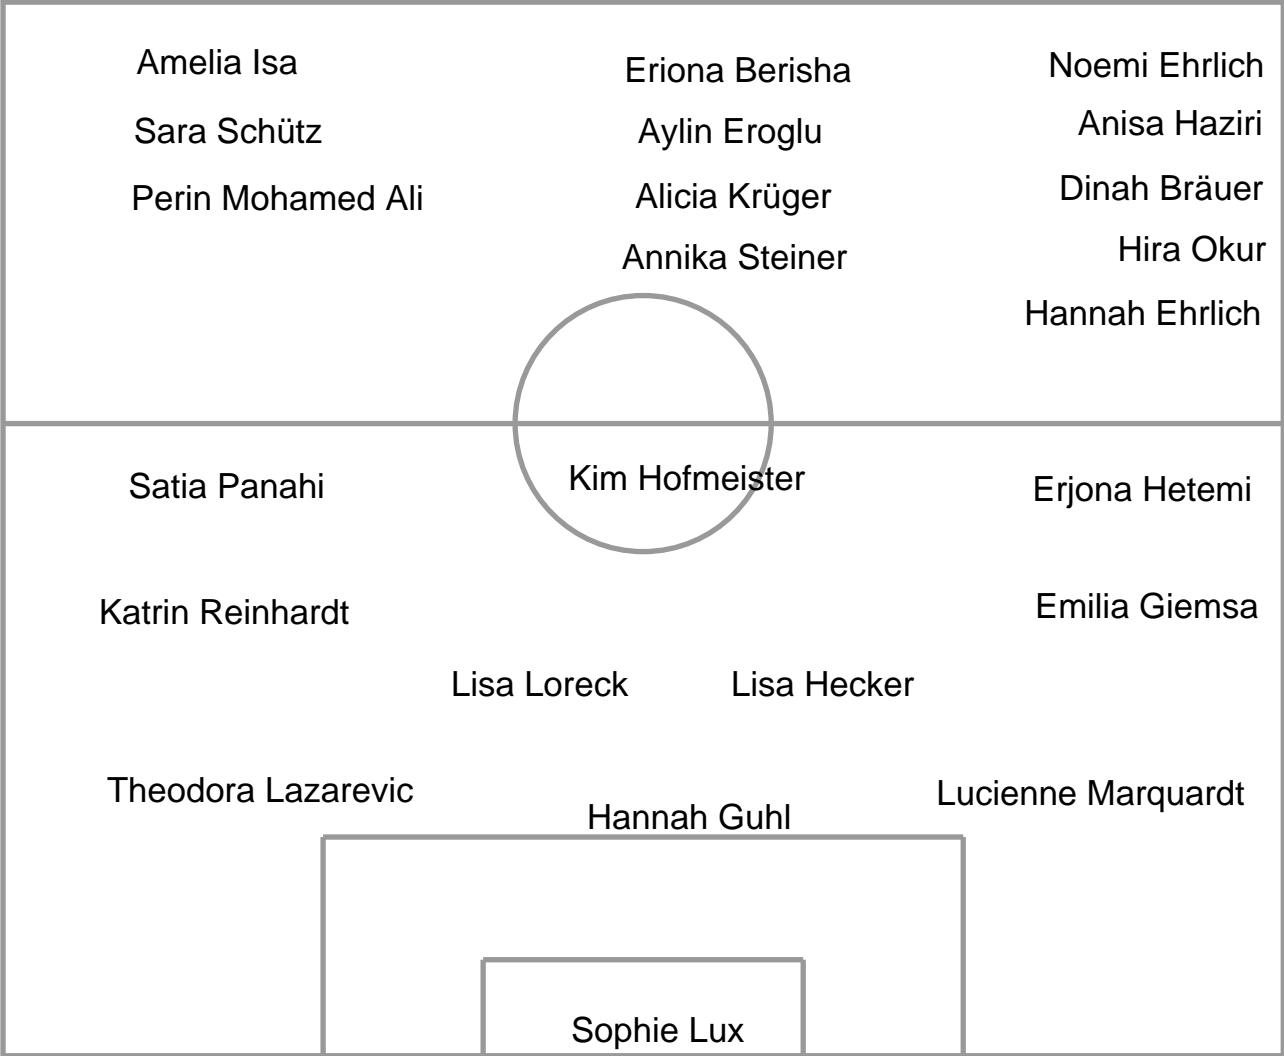 Amelia Isa
Sara Schütz
Perin Mohamed Ali
Eriona Berisha
Aylin Eroglu
Alicia Krüger
Annika Steiner
Noemi Ehrlich
Anisa Haziri
Dinah Bräuer
Hira Okur
Hannah Ehrlich
Satia Panahi
Kim Hofmeister
Erjona Hetemi
Katrin Reinhardt
Emilia Giemsa
Lisa Loreck
Lisa Hecker
Theodora Lazarevic
Hannah Guhl
Lucienne Marquardt
Sophie Lux